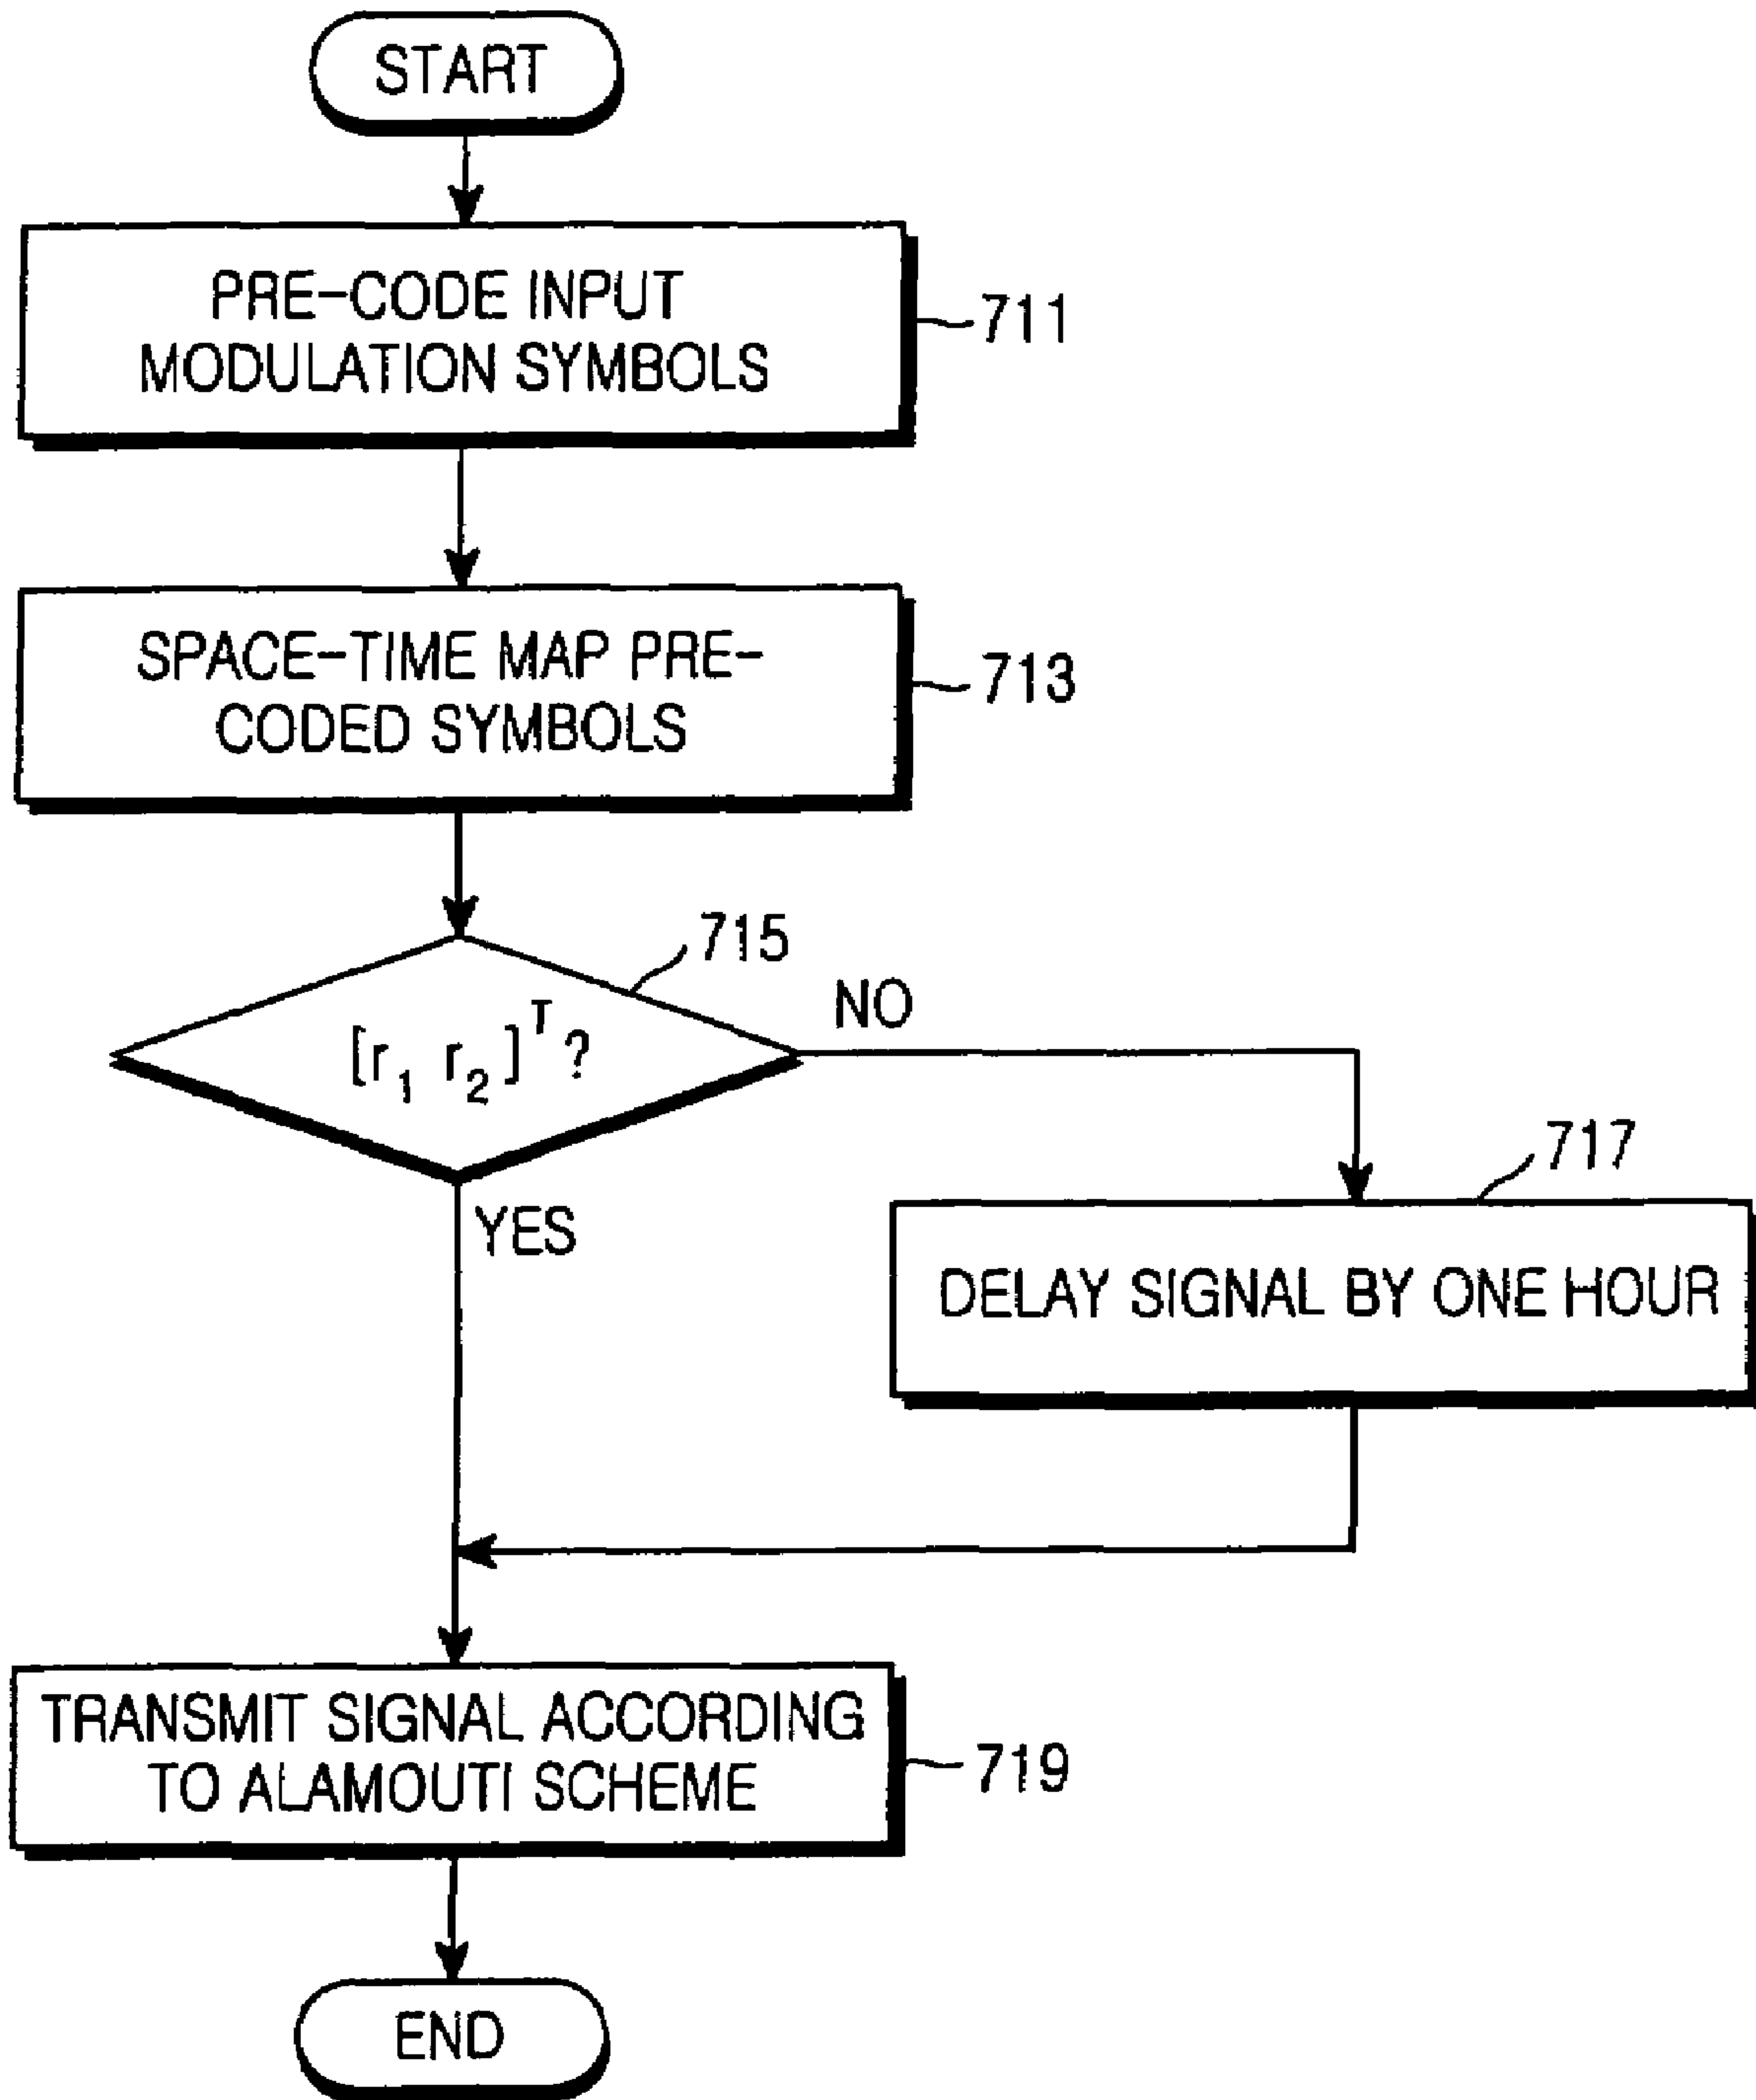 START
PRE-CODE INPUT
MODULATION SYMBOLS
711
SPACE-TIME MAP PRE-
CODED SYMBOLS
713
715
[r₁ r₂]ᵀ?
NO
YES
717
DELAY SIGNAL BY ONE HOUR
TRANSMIT SIGNAL ACCORDING
TO ALAMOUTI SCHEME
719
END